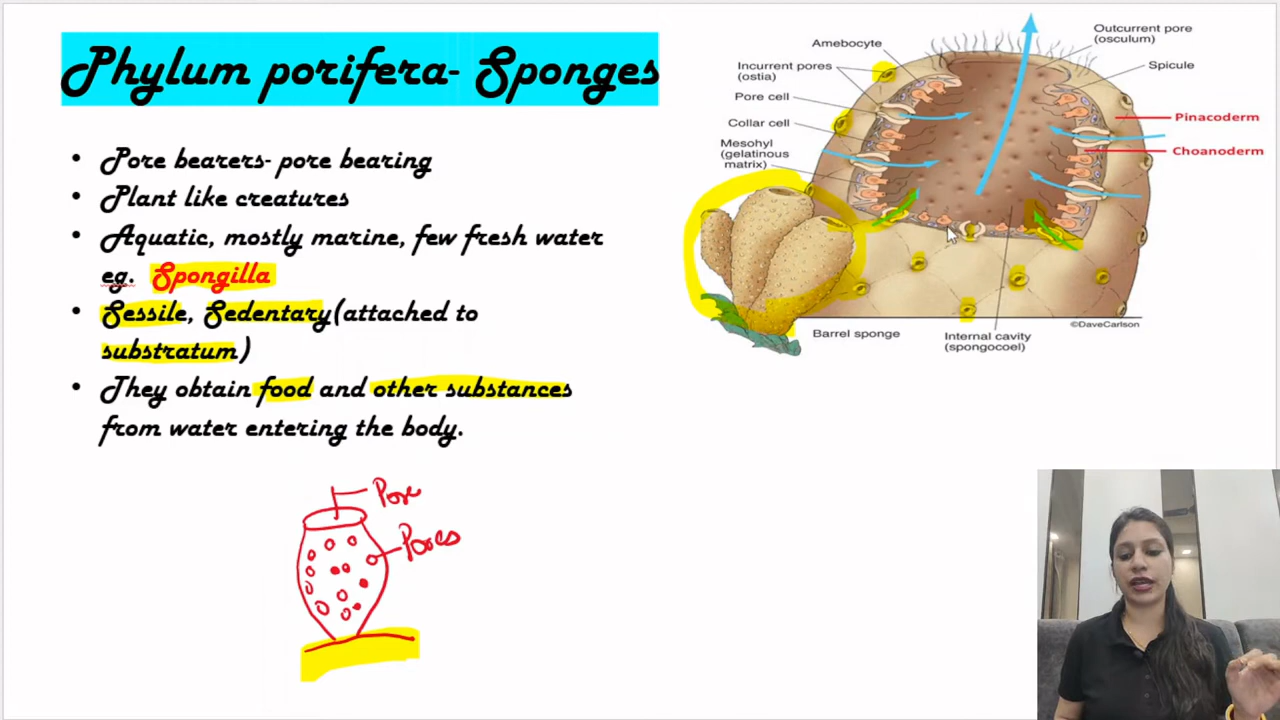 Phylum porifera- Sponges
• Pore bearers- pore bearing
• Plant like creatures
• Aquatic, mostly marine, few fresh water
eg. Spongilla
• Sessile, Sedentary(attached to
substratum)
• They obtain food and other substances
from water entering the body.
Pore
Pores
Amebocyte
Incurrent pores
(ostia)
Pore cell
Collar cell
Mesohyl
(gelatinous
matrix)
Outcurrent pore
(osculum)
Spicule
Pinacoderm
Choanoderm
©DaveCarlson
Barrel sponge
Internal cavity
(spongocoel)